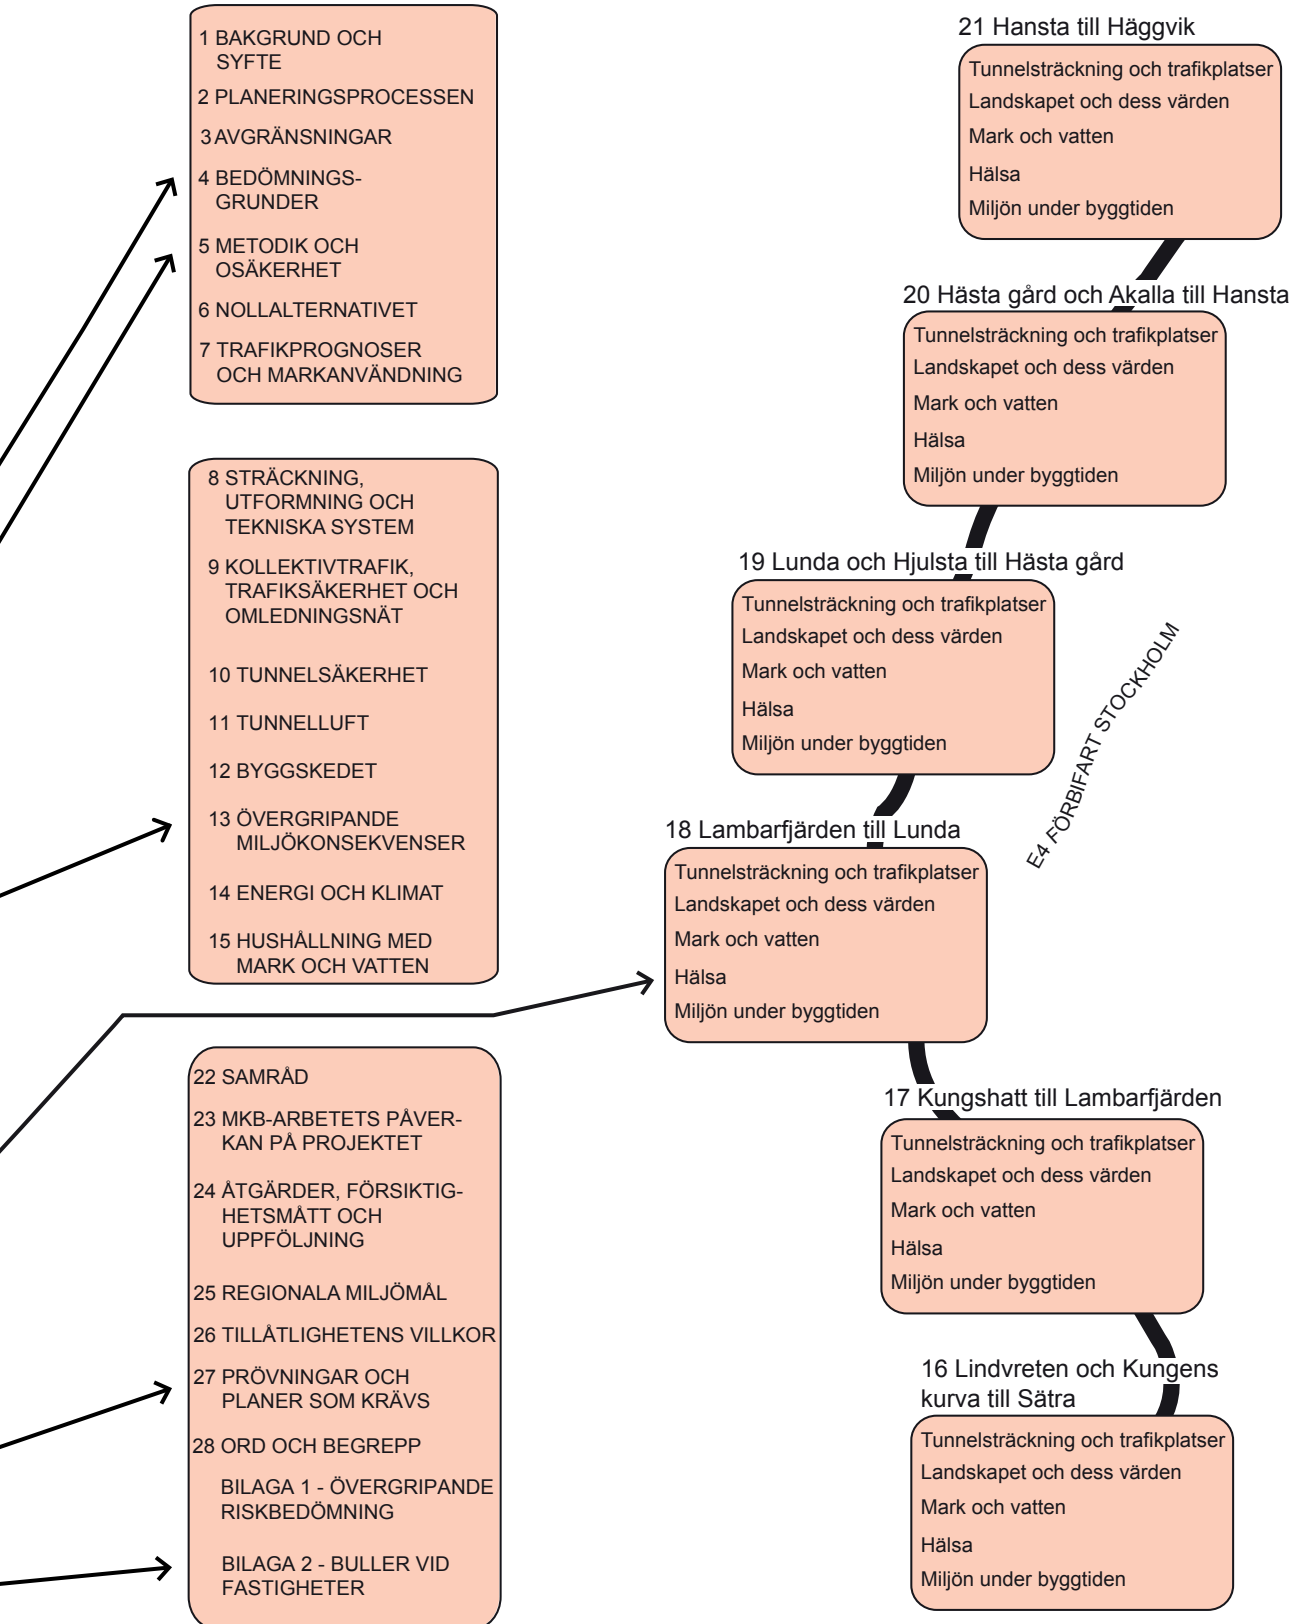 1 BAKGRUND OCH
SYFTE
2 PLANERINGSPROCESSEN
3 AVGRÄNSNINGAR
4 BEDÖMNINGS-
GRUNDER
5 METODIK OCH
OSÄKERHET
6 NOLLALTERNATIVET
7 TRAFIKPROGNOSER
OCH MARKANVÄNDNING
8 STRÄCKNING,
UTFORMNING OCH
TEKNISKA SYSTEM
9 KOLLEKTIVTRAFIK,
TRAFIKSÄKERHET OCH
OMLEDNINGSNÄT
10 TUNNELSÄKERHET
11 TUNNELLUFT
12 BYGGSKEDET
13 ÖVERGRIPANDE
MILJÖKONSEKVENSER
14 ENERGI OCH KLIMAT
15 HUSHÅLLNING MED
MARK OCH VATTEN
22 SAMRÅD
23 MKB-ARBETETS PÅVER-
KAN PÅ PROJEKTET
24 ÅTGÄRDER, FÖRSIKTIG-
HETSMÅTT OCH
UPPFÖLJNING
25 REGIONALA MILJÖMÅL
26 TILLÅTLIGHETENS VILLKOR
27 PRÖVNINGAR OCH
PLANER SOM KRÄVS
28 ORD OCH BEGREPP
BILAGA 1 - ÖVERGRIPANDE
RISKBEDÖMNING
BILAGA 2 - BULLER VID
FASTIGHETER
21 Hansta till Häggvik
Tunnelsträckning och trafikplatser
Landskapet och dess värden
Mark och vatten
Hälsa
Miljön under byggtiden
20 Hästa gård och Akalla till Hansta
Tunnelsträckning och trafikplatser
Landskapet och dess värden
Mark och vatten
Hälsa
Miljön under byggtiden
19 Lunda och Hjulsta till Hästa gård
Tunnelsträckning och trafikplatser
Landskapet och dess värden
Mark och vatten
Hälsa
Miljön under byggtiden
E4 FÖRBIFART STOCKHOLM
18 Lambarfjärden till Lunda
Tunnelsträckning och trafikplatser
Landskapet och dess värden
Mark och vatten
Hälsa
Miljön under byggtiden
17 Kungshatt till Lambarfjärden
Tunnelsträckning och trafikplatser
Landskapet och dess värden
Mark och vatten
Hälsa
Miljön under byggtiden
16 Lindvreten och Kungens
kurva till Sätra
Tunnelsträckning och trafikplatser
Landskapet och dess värden
Mark och vatten
Hälsa
Miljön under byggtiden